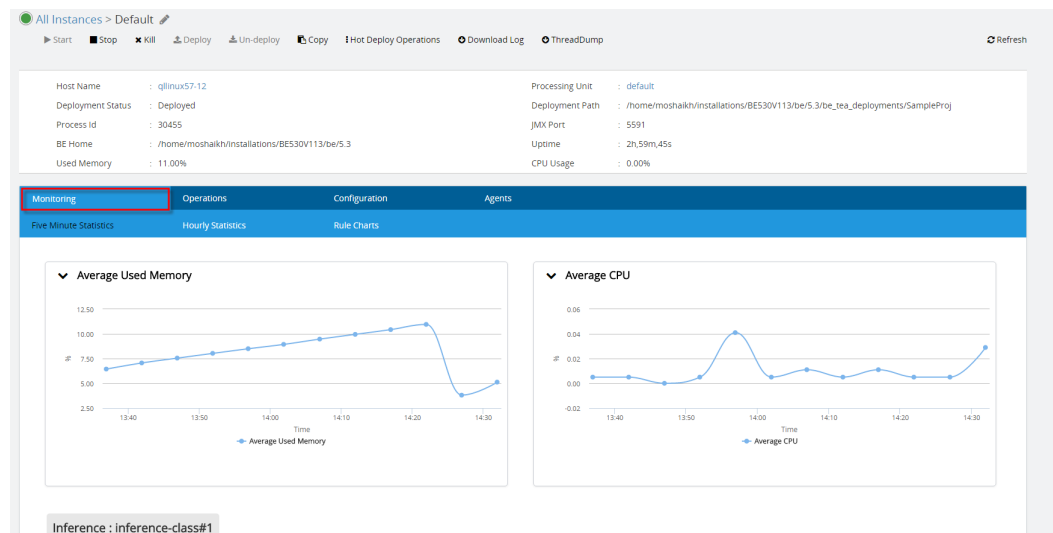 All Instances > Default
Start Stop Kill Deploy Un-deploy Copy Hot Deploy Operations Download Log ThreadDump Refresh
Host Name : qllinux57-12 Processing Unit : default
Deployment Status : Deployed Deployment Path : /home/moshaikh/installations/BE530V113/be/5.3/be_tea_deployments/SampleProj
Process Id : 30455 JMX Port : 5591
BE Home : /home/moshaikh/installations/BE530V113/be/5.3 Uptime : 2h,59m,45s
Used Memory : 11.00% CPU Usage : 0.00%
Monitoring Operations Configuration Agents
Five Minute Statistics Hourly Statistics Rule Charts
Average Used Memory
12.50
10.00
7.50
5.00
2.50
%
13:40 13:50 14:00 14:10 14:20 14:30
Time
Average Used Memory
Average CPU
0.06
0.04
0.02
0.00
-0.02
%
13:40 13:50 14:00 14:10 14:20 14:30
Time
Average CPU
Inference : inference-class#1